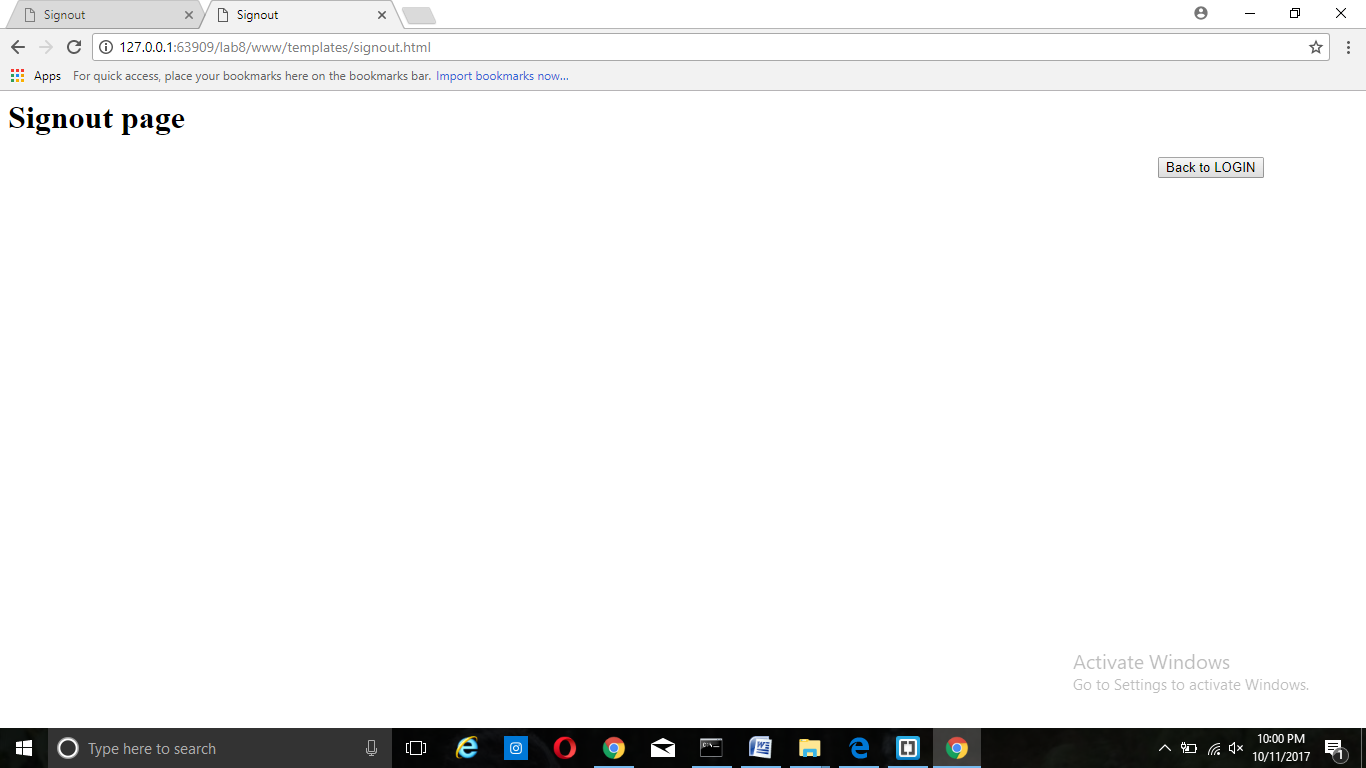 Signout
Signout
127.0.0.1:63909/lab8/www/templates/signout.html
Apps For quick access, place your bookmarks here on the bookmarks bar. Import bookmarks now...
Signout page
Back to LOGIN
Activate Windows
Go to Settings to activate Windows.
Type here to search
10:00 PM
10/11/2017
1